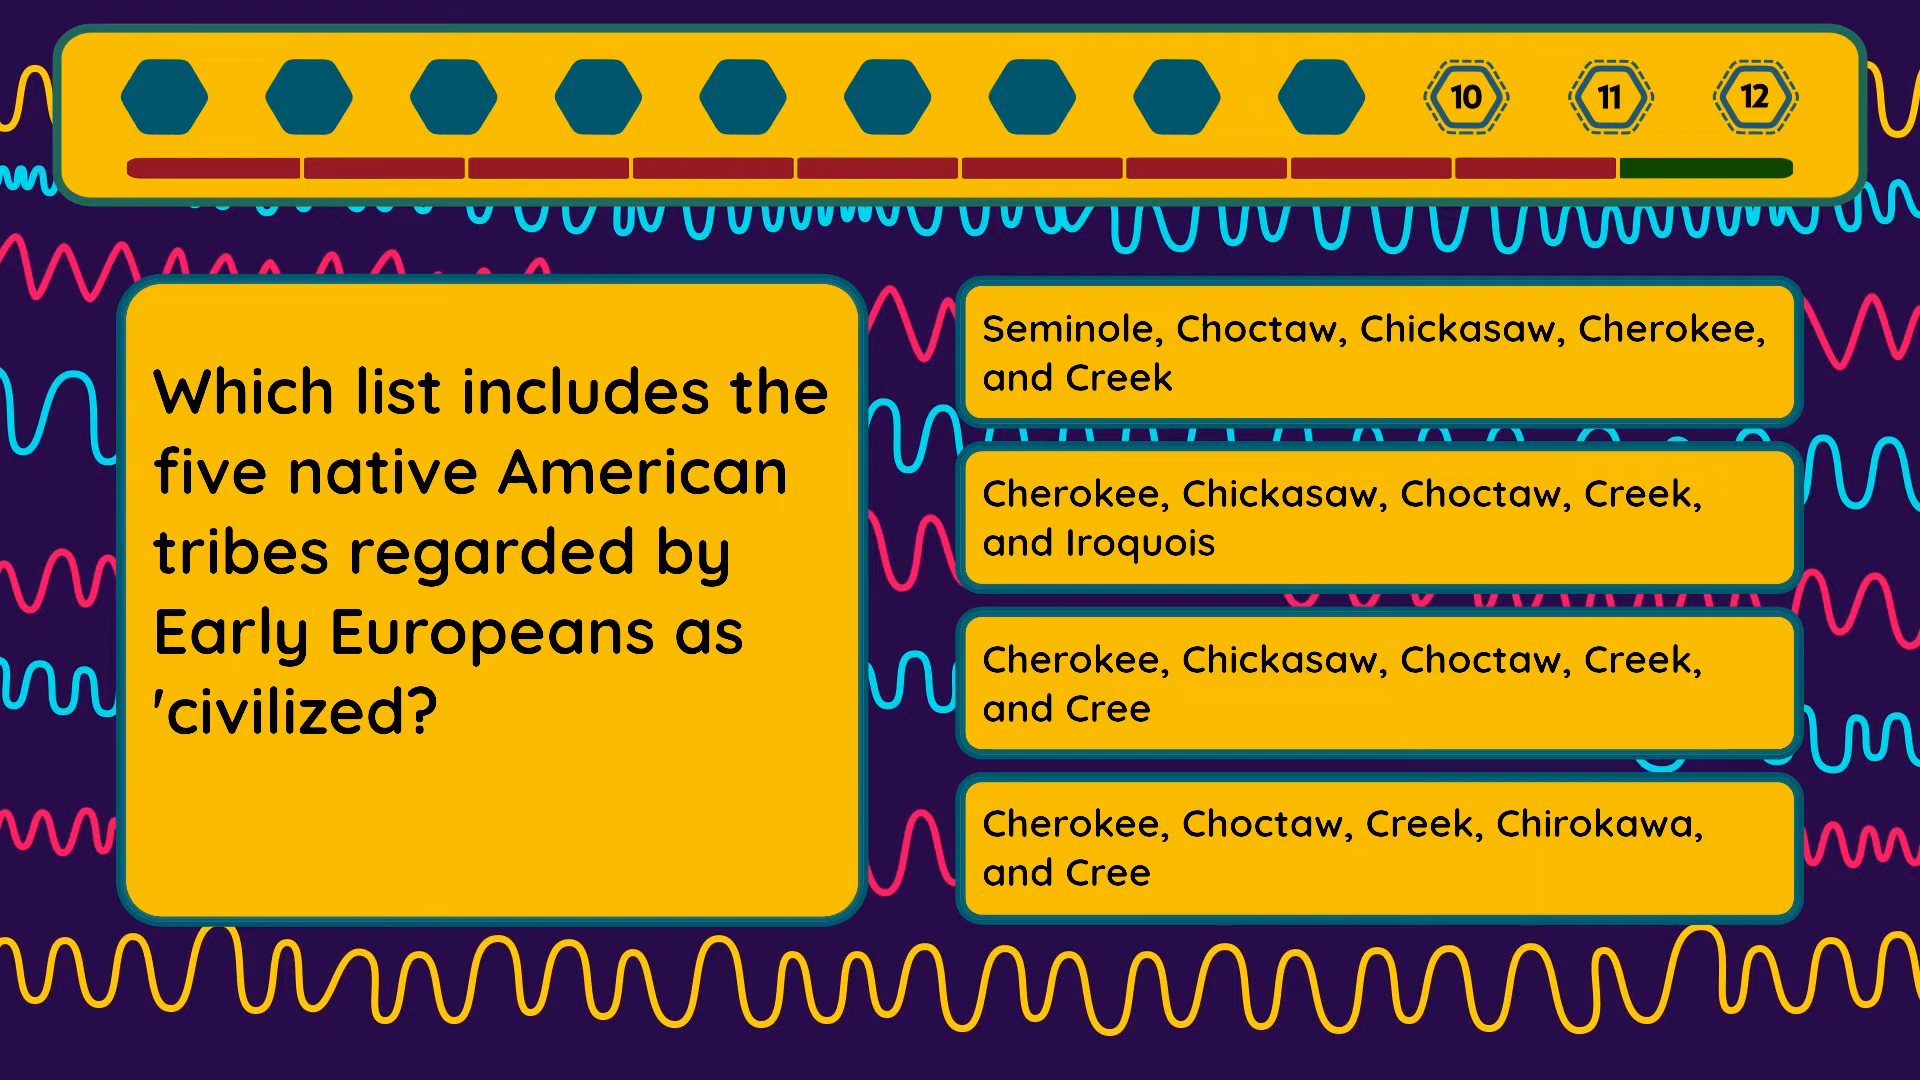 10 11 12
Which list includes the
five native American
tribes regarded by
Early Europeans as
'civilized?
Seminole, Choctaw, Chickasaw, Cherokee,
and Creek
Cherokee, Chickasaw, Choctaw, Creek,
and Iroquois
Cherokee, Chickasaw, Choctaw, Creek,
and Cree
Cherokee, Choctaw, Creek, Chirokawa,
and Cree